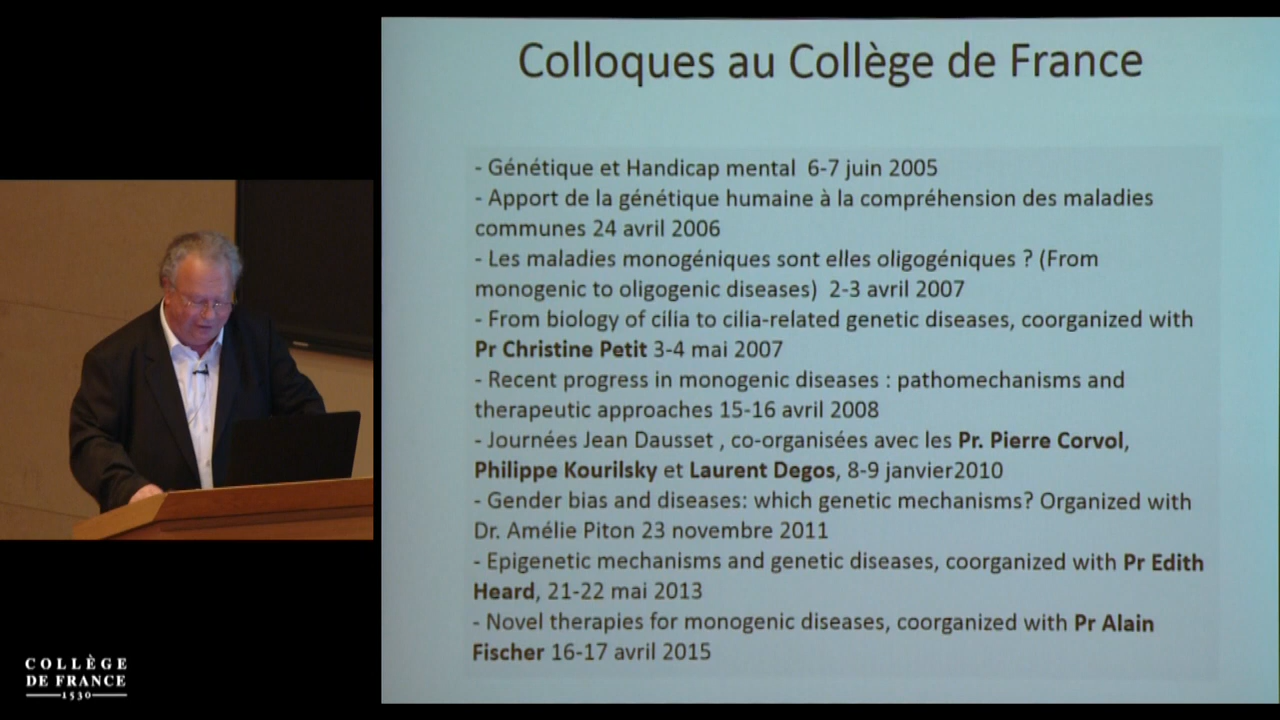 Colloques au Collège de France
- Génétique et Handicap mental 6-7 juin 2005
- Apport de la génétique humaine à la compréhension des maladies
communes 24 avril 2006
- Les maladies monogéniques sont elles oligogéniques ? (From
monogenic to oligogenic diseases) 2-3 avril 2007
- From biology of cilia to cilia-related genetic diseases, coorganized with
Pr Christine Petit 3-4 mai 2007
- Recent progress in monogenic diseases : pathomechanisms and
therapeutic approaches 15-16 avril 2008
- Journées Jean Dausset , co-organisées avec les Pr. Pierre Corvol,
Philippe Kourilsky et Laurent Degos, 8-9 janvier2010
- Gender bias and diseases: which genetic mechanisms? Organized with
Dr. Amélie Piton 23 novembre 2011
- Epigenetic mechanisms and genetic diseases, coorganized with Pr Edith
Heard, 21-22 mai 2013
- Novel therapies for monogenic diseases, coorganized with Pr Alain
Fischer 16-17 avril 2015
COLLÈGE
DE FRANCE
1530